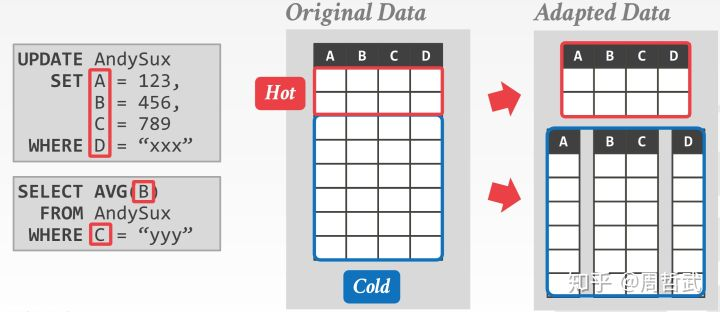 Original Data
Adapted Data
UPDATE AndySux
SET A = 123,
B = 456,
C = 789
WHERE D = “xxx”
SELECT AVG(B)
FROM AndySux
WHERE C = “yyy”
A B C D
Hot
Cold
A B C D
A B C D
知乎 @周哲武